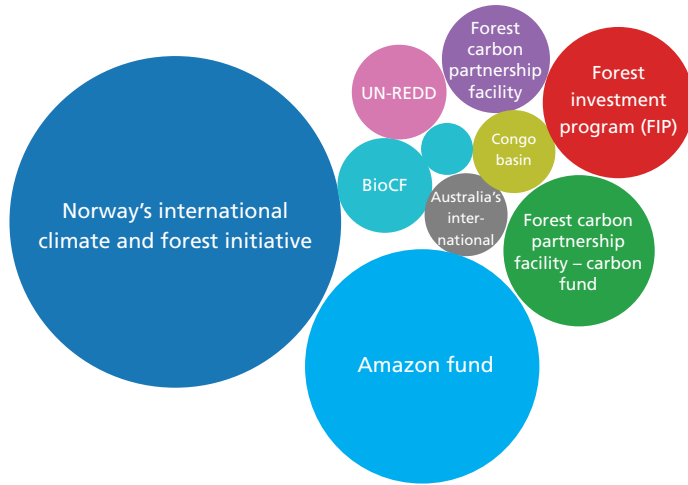 Norway's international
climate and forest initiative
UN-REDD
Forest
carbon
partnership
facility
Forest
investment
program (FIP)
BioCF
Congo
basin
Australia's
inter-
national
Forest carbon
partnership
facility – carbon
fund
Amazon fund